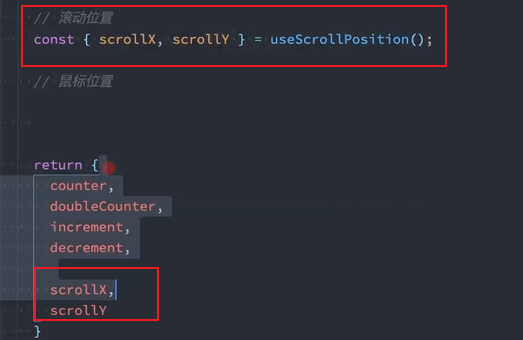 // 滚动位置
const { scrollX, scrollY } = useScrollPosition();
// 鼠标位置
return {
counter,
doubleCounter,
increment,
decrement,
scrollX,
scrollY
}